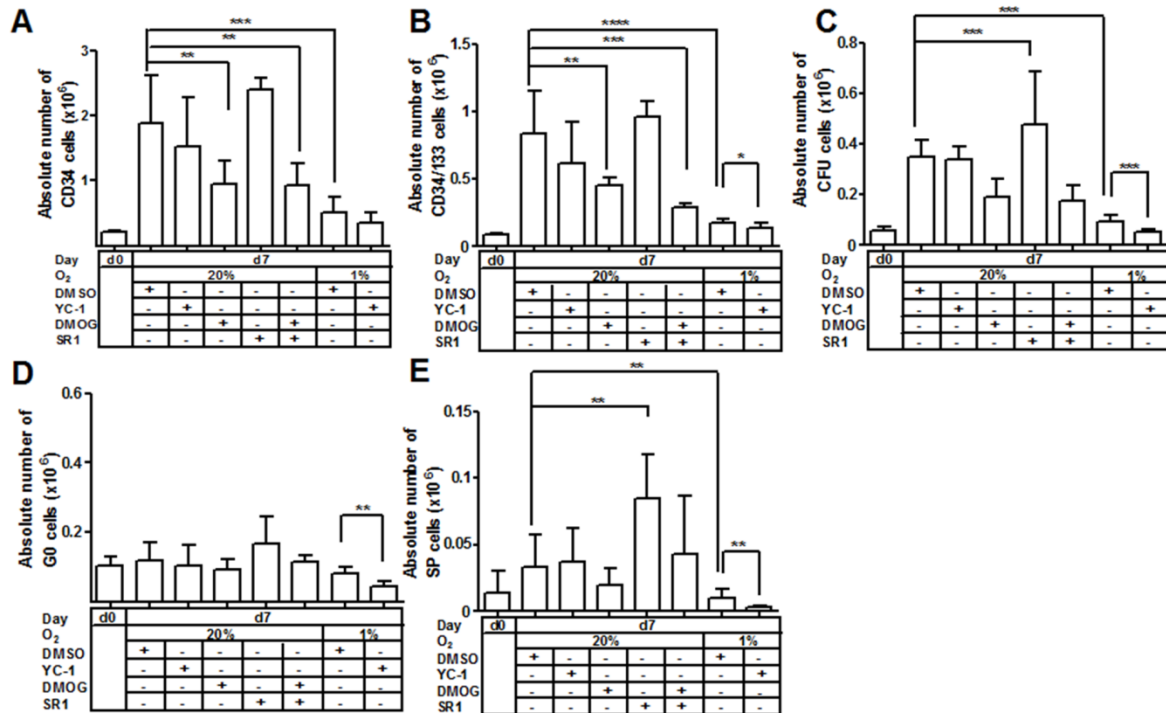 A
Absolute number of
CD34 cells (x10⁶)
3
2
1
***
**
**
Day d0 d7
O₂ 20% 1%
DMSO + - - - - + -
YC-1 - + - - - - +
DMOG - - + - + - -
SR1 - - - + + - -
B
Absolute number of
CD34/133 cells (x10⁶)
1.5
1
0.5
0
****
***
**
*
Day d0 d7
O₂ 20% 1%
DMSO + - - - - + -
YC-1 - + - - - - +
DMOG - - + - + - -
SR1 - - - + + - -
C
Absolute number of
CFU cells (x10⁶)
0.8
0.6
0.4
0.2
0
***
***
***
Day d0 d7
O₂ 20% 1%
DMSO + - - - - + -
YC-1 - + - - - - +
DMOG - - + - + - -
SR1 - - - + + - -
D
Absolute number of
G0 cells (x10⁶)
0.6
0.4
0.2
**
Day d0 d7
O₂ 20% 1%
DMSO + - - - - + -
YC-1 - + - - - - +
DMOG - - + - + - -
SR1 - - - + + - -
E
Absolute number of
SP cells (x10⁶)
0.15
0.1
0.05
0
**
**
**
Day d0 d7
O₂ 20% 1%
DMSO + - - - - + -
YC-1 - + - - - - +
DMOG - - + - + - -
SR1 - - - + + - -